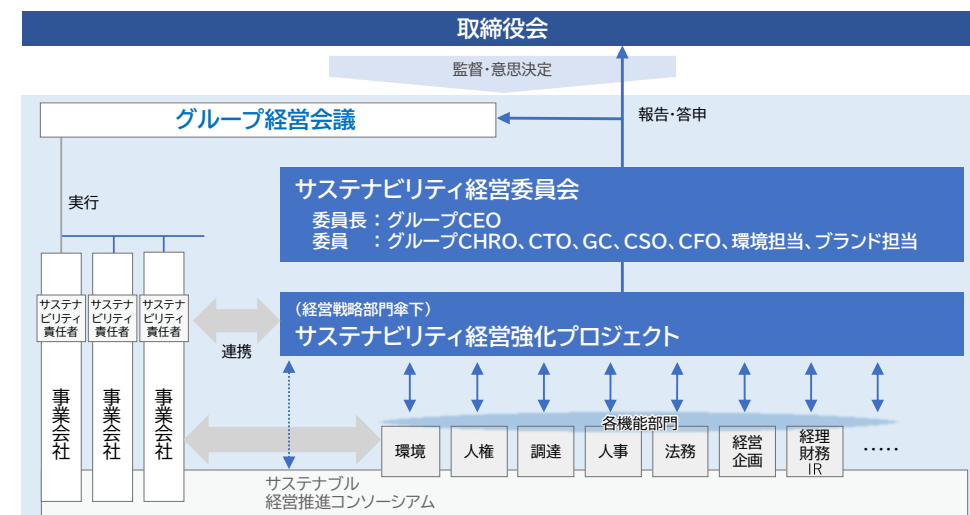 取締役会
監督・意思決定
グループ経営会議
報告・答申
サステナビリティ経営委員会
委員長：グループCEO
委員　：グループCHRO、CTO、GC、CSO、CFO、環境担当、ブランド担当
実行
サステナ
ビリティ
責任者
サステナ
ビリティ
責任者
サステナ
ビリティ
責任者
連携
（経営戦略部門傘下）
サステナビリティ経営強化プロジェクト
事業会社
事業会社
事業会社
各機能部門
環境
人権
調達
人事
法務
経営
企画
経理
財務
IR
‥‥‥
サステナブル
経営推進コンソーシアム